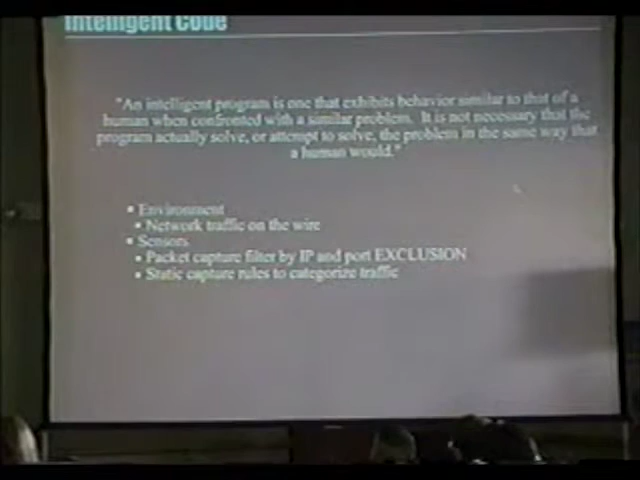 Intelligent Code
"An intelligent program is one that exhibits behavior similar to that of a
human when confronted with a similar problem. It is not necessary that the
program actually solve, or attempt to solve, the problem in the same way that
a human would."
• Environment
• Network traffic on the wire
• Sensors
• Packet capture filter by IP and port EXCLUSION
• Static capture rules to categorize traffic